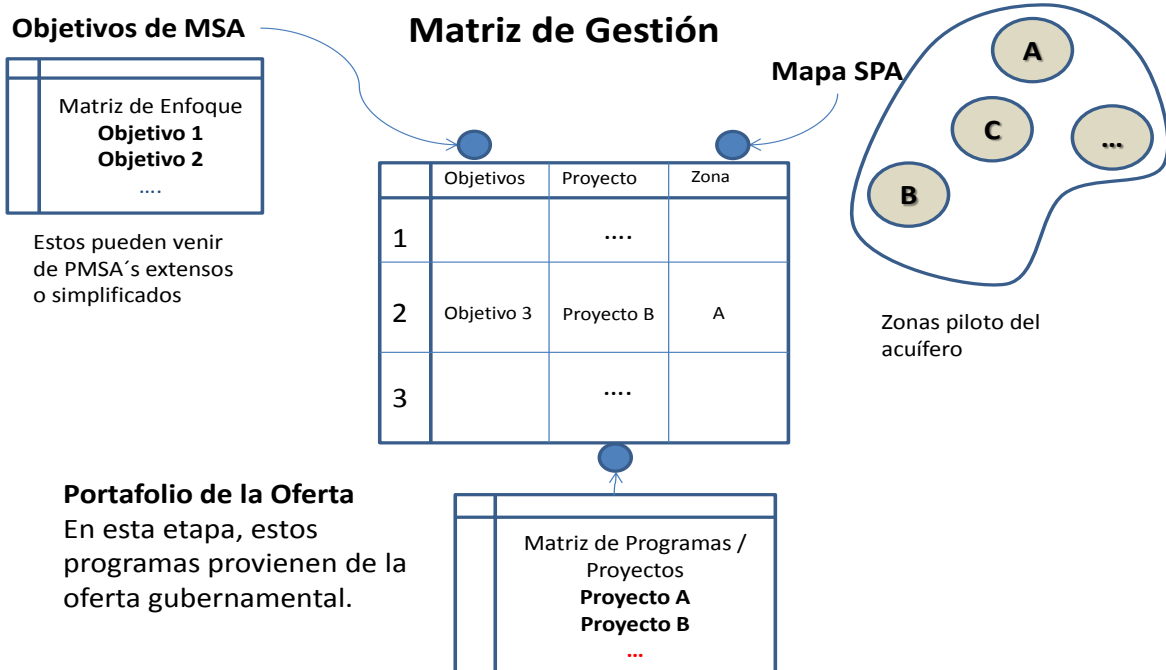 Objetivos de MSA
Matriz de Gestión
Mapa SPA
Matriz de Enfoque
Objetivo 1
Objetivo 2
....
Estos pueden venir
de PMSA´s extensos
o simplificados
Objetivos Proyecto Zona
1 ....
2 Objetivo 3 Proyecto B A
3 ....
A
C
...
B
Zonas piloto del
acuífero
Portafolio de la Oferta
En esta etapa, estos
programas provienen de la
oferta gubernamental.
Matriz de Programas /
Proyectos
Proyecto A
Proyecto B
...